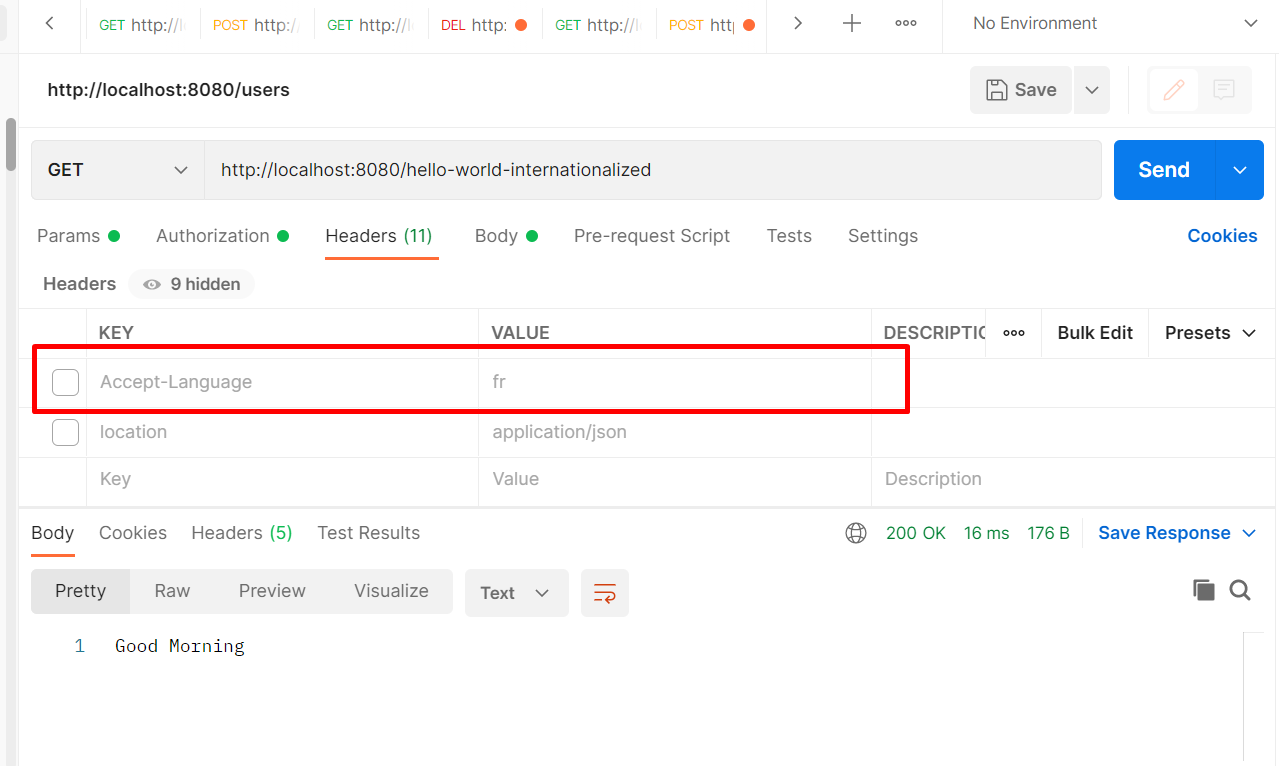 GET http://l POST http:/ GET http://l DEL http: GET http://l POST htt No Environment
http://localhost:8080/users Save
GET http://localhost:8080/hello-world-internationalized Send
Params Authorization Headers (11) Body Pre-request Script Tests Settings Cookies
Headers 9 hidden
KEY VALUE DESCRIPTIO Bulk Edit Presets
Accept-Language fr
location application/json
Key Value Description
Body Cookies Headers (5) Test Results 200 OK 16 ms 176 B Save Response
Pretty Raw Preview Visualize Text
1 Good Morning